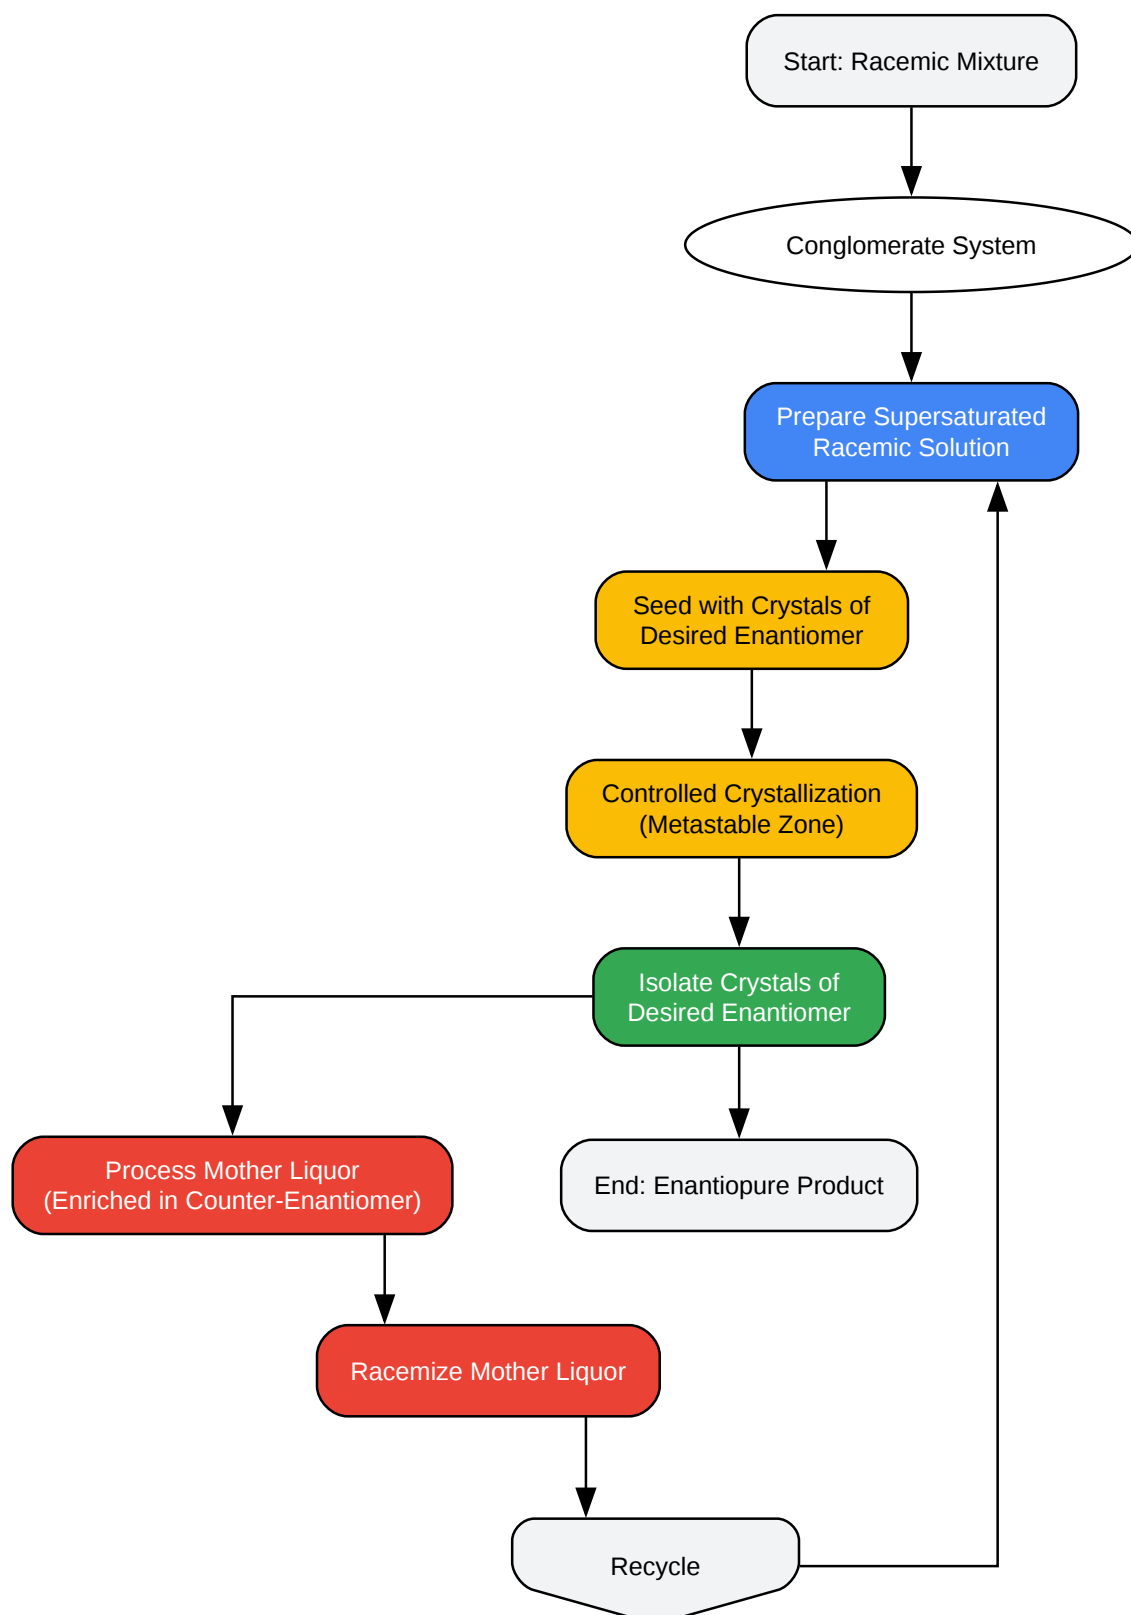 Start: Racemic Mixture
Conglomerate System
Prepare Supersaturated
Racemic Solution
Seed with Crystals of
Desired Enantiomer
Controlled Crystallization
(Metastable Zone)
Isolate Crystals of
Desired Enantiomer
Process Mother Liquor
(Enriched in Counter-Enantiomer)
End: Enantiopure Product
Racemize Mother Liquor
Recycle